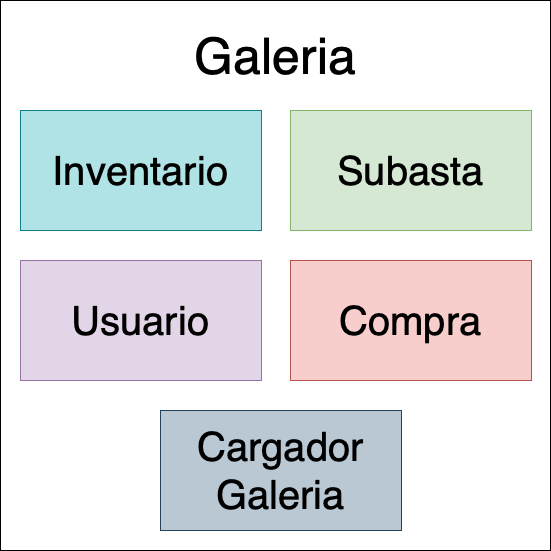 Galeria
Inventario
Subasta
Usuario
Compra
Cargador
Galeria